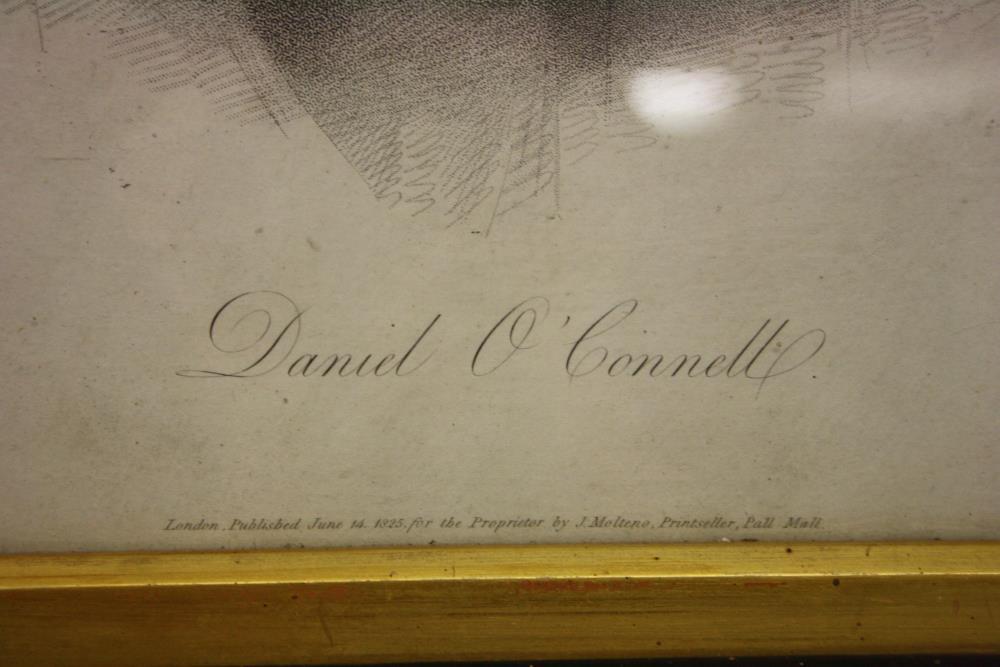 Daniel O'Connell.
London, Published June 14. 1825, for the Proprietor by J. Molteno, Printseller, Pall Mall.